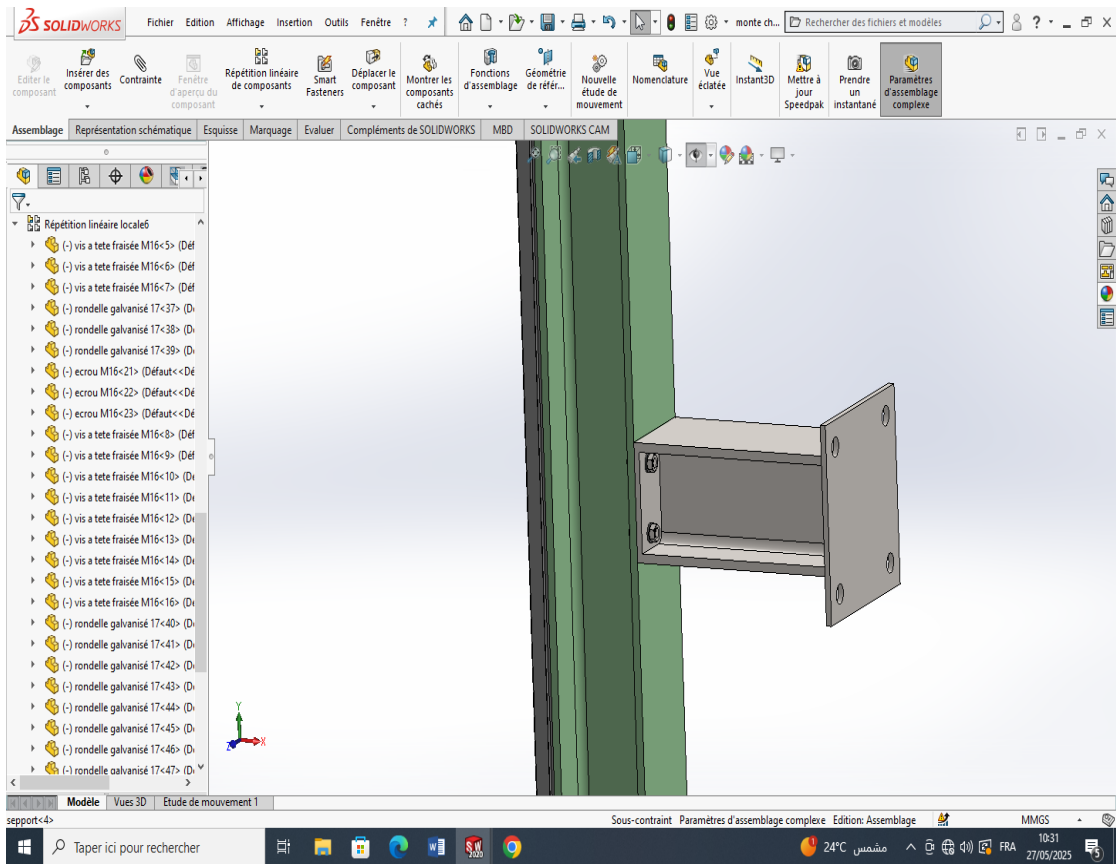 SOLIDWORKS
Fichier Edition Affichage Insertion Outils Fenêtre ?
monte ch...
Rechercher des fichiers et modèles
Editer le composant
Insérer des composants
Contrainte
Fenêtre d'aperçu du composant
Répétition linéaire de composants
Smart Fasteners
Déplacer le composant
Montrer les composants cachés
Fonctions d'assemblage
Géométrie de référ...
Nouvelle étude de mouvement
Nomenclature
Vue éclatée
Instant3D
Mettre à jour Speedpak
Prendre un instantané
Paramètres d'assemblage complexe
Assemblage Représentation schématique Esquisse Marquage Evaluer Compléments de SOLIDWORKS MBD SOLIDWORKS CAM
Répétition linéaire locale6
(-) vis a tete fraisée M16<5> (Déf
(-) vis a tete fraisée M16<6> (Déf
(-) vis a tete fraisée M16<7> (Déf
(-) rondelle galvanisé 17<37> (D
(-) rondelle galvanisé 17<38> (D
(-) rondelle galvanisé 17<39> (D
(-) ecrou M16<21> (Défaut<<Dé
(-) ecrou M16<22> (Défaut<<Dé
(-) ecrou M16<23> (Défaut<<Dé
(-) vis a tete fraisée M16<8> (Déf
(-) vis a tete fraisée M16<9> (Déf
(-) vis a tete fraisée M16<10> (De
(-) vis a tete fraisée M16<11> (De
(-) vis a tete fraisée M16<12> (De
(-) vis a tete fraisée M16<13> (De
(-) vis a tete fraisée M16<14> (De
(-) vis a tete fraisée M16<15> (De
(-) vis a tete fraisée M16<16> (De
(-) rondelle galvanisé 17<40> (D
(-) rondelle galvanisé 17<41> (D
(-) rondelle galvanisé 17<42> (D
(-) rondelle galvanisé 17<43> (D
(-) rondelle galvanisé 17<44> (D
(-) rondelle galvanisé 17<45> (D
(-) rondelle galvanisé 17<46> (D
(-) rondelle galvanisé 17<47> (D
Y
Z X
Modèle Vues 3D Etude de mouvement 1
sepport<4>
Sous-contraint Paramètres d'assemblage complexe Edition: Assemblage MMGS
Taper ici pour rechercher
SW 2020
24°C مشمس
FRA
10:31
27/05/2025
5